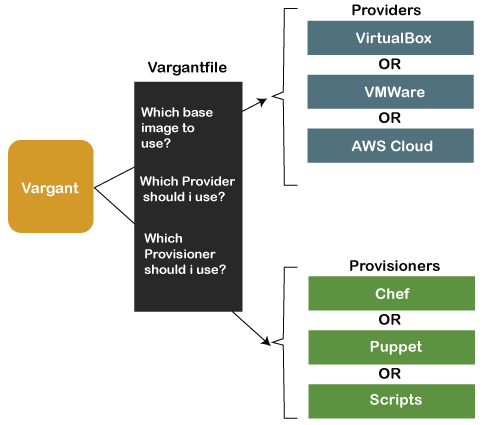 Providers
VirtualBox
OR
VMWare
OR
AWS Cloud
Vargantfile
Which base
image to
use?
Which Provider
should i use?
Which
Provisioner
should i use?
Vargant
Provisioners
Chef
OR
Puppet
OR
Scripts